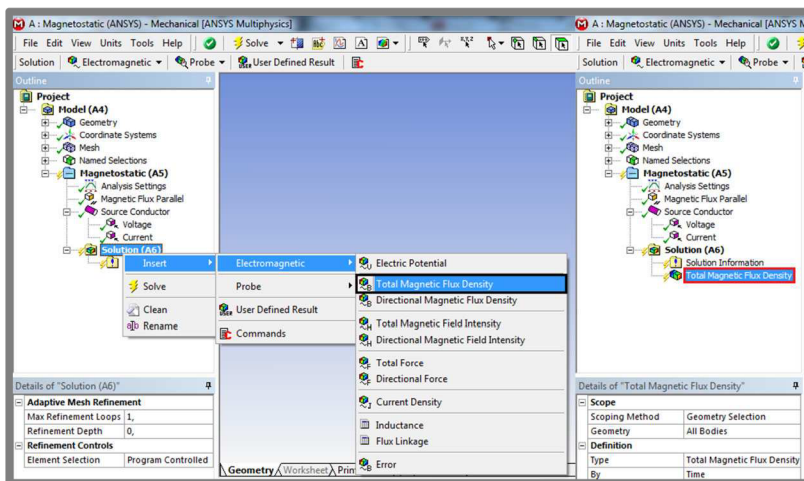 A : Magnetostatic (ANSYS) - Mechanical [ANSYS Multiphysics]
File Edit View Units Tools Help Solve
Solution Electromagnetic Probe User Defined Result
Outline
Project
Model (A4)
Geometry
Coordinate Systems
Mesh
Named Selections
Magnetostatic (A5)
Analysis Settings
Magnetic Flux Parallel
Source Conductor
Voltage
Current
Solution (A6)
Insert
Solve
Clean
Rename
Electromagnetic
Probe
User Defined Result
Commands
Electric Potential
Total Magnetic Flux Density
Directional Magnetic Flux Density
Total Magnetic Field Intensity
Directional Magnetic Field Intensity
Total Force
Directional Force
Current Density
Inductance
Flux Linkage
Error
Details of "Solution (A6)"
Adaptive Mesh Refinement
Max Refinement Loops 1,
Refinement Depth 0,
Refinement Controls
Element Selection Program Controlled
Geometry Worksheet Prin
A : Magnetostatic (ANSYS) - Mechanical [ANSYS M
File Edit View Units Tools Help
Solution Electromagnetic Probe
Outline
Project
Model (A4)
Geometry
Coordinate Systems
Mesh
Named Selections
Magnetostatic (A5)
Analysis Settings
Magnetic Flux Parallel
Source Conductor
Voltage
Current
Solution (A6)
Solution Information
Total Magnetic Flux Density
Details of "Total Magnetic Flux Density"
Scope
Scoping Method Geometry Selection
Geometry All Bodies
Definition
Type Total Magnetic Flux Density
By Time